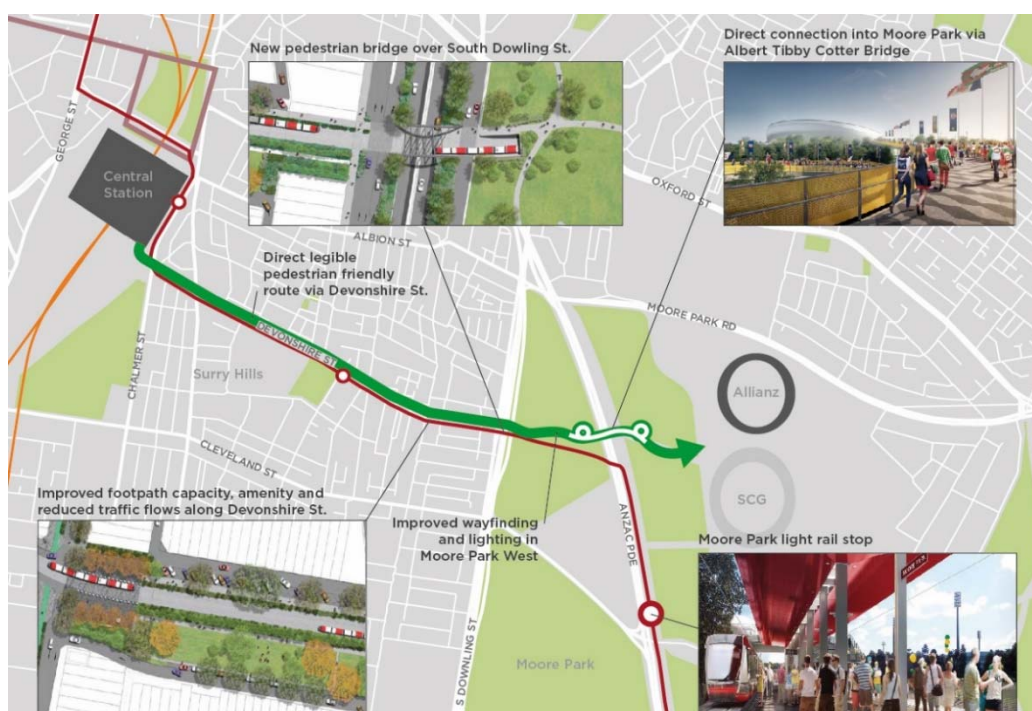 New pedestrian bridge over South Dowling St.
Direct connection into Moore Park via
Albert Tibby Cotter Bridge
GEORGE ST
Central
Station
OXFORD ST
ALBION ST
Direct legible
pedestrian friendly
route via Devonshire St.
MOORE PARK RD
DEVONSHIRE ST
CHALMER ST
Surry Hills
Allianz
CLEVELAND ST
SCG
Improved footpath capacity, amenity and
reduced traffic flows along Devonshire St.
Improved wayfinding
and lighting in
Moore Park West
ANZAC PDE
Moore Park light rail stop
S DOWLING ST
Moore Park